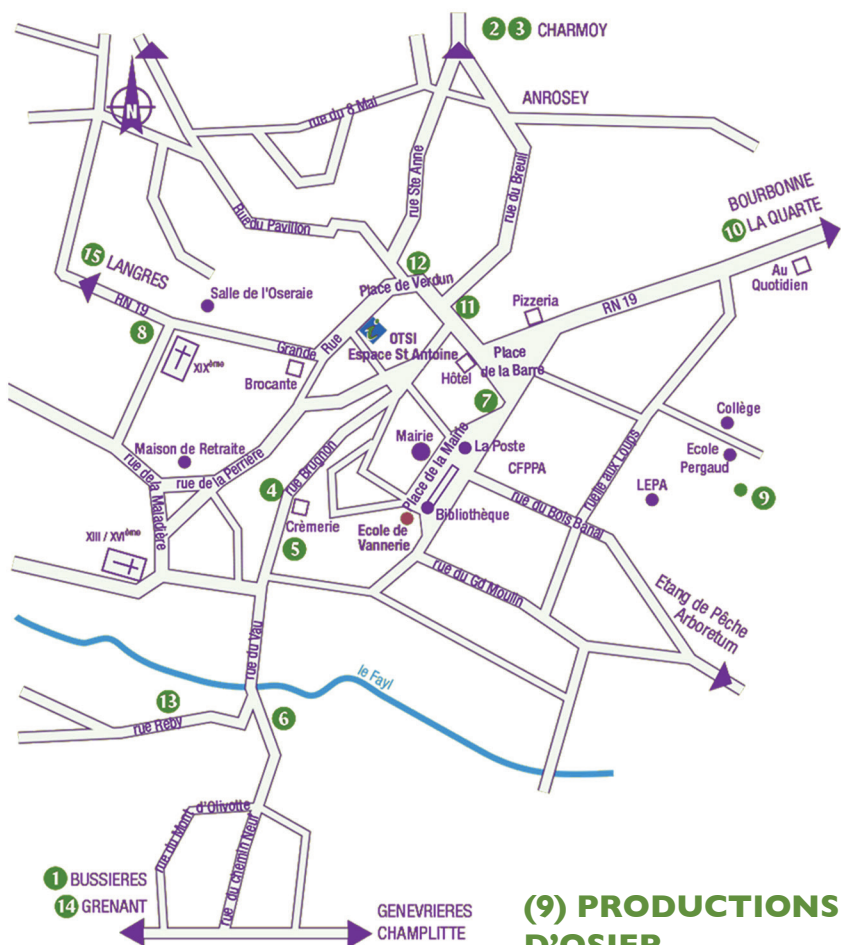 2 3 CHARMOY
N
ANROSEY
rue du 8 Mai
rue Ste Anne
rue du Breuil
BOURBONNE
10 LA QUARTE
Rue du Pavillon
15 LANGRES
12
Place de Verdun
Salle de l'Oseraie
RN 19
8
11
Pizzeria
RN 19
Au
Quotidien
Grande Rue
i
OTSI
Espace St Antoine
Place
de la Barre
XIXème
Brocante
Hôtel
7
Collège
Mairie
La Poste
Ecole
Pergaud
Maison de Retraite
rue de la Maladière
rue de la Perrière
rue Brugnon
Place de la Mairie
CFPPA
ruelle aux Loups
LEPA
9
4
Crèmerie
Bibliothèque
rue du Bois Banal
XIII / XVIème
5
Ecole de
Vannerie
rue du Gd Moulin
Etang de Pêche
Arboretum
rue du Vau
le Fayl
13
rue Reby
6
rue du Mont. d'Olivotte
rue du chemin Neuf
1 BUSSIERES
14 GRENANT
GENEVRIERES
CHAMPLITTE
(9) PRODUCTIONS
D'OSIER